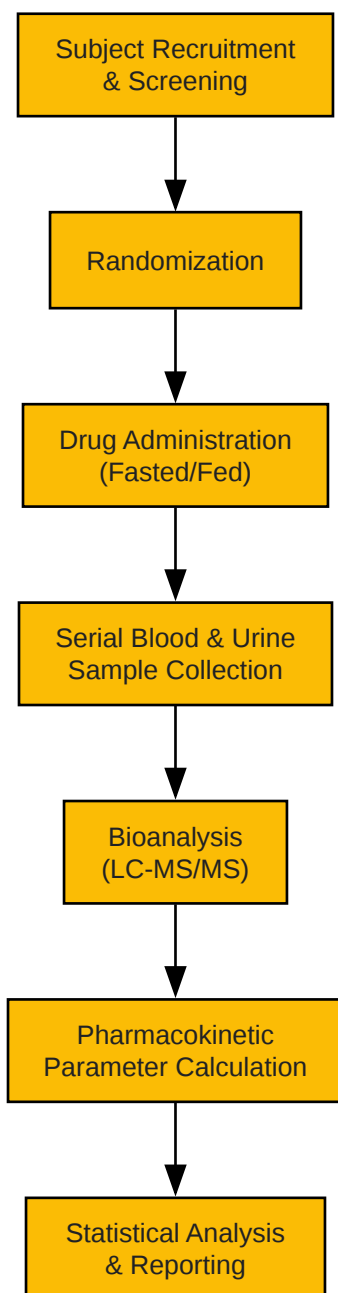 Subject Recruitment
& Screening
Randomization
Drug Administration
(Fasted/Fed)
Serial Blood & Urine
Sample Collection
Bioanalysis
(LC-MS/MS)
Pharmacokinetic
Parameter Calculation
Statistical Analysis
& Reporting